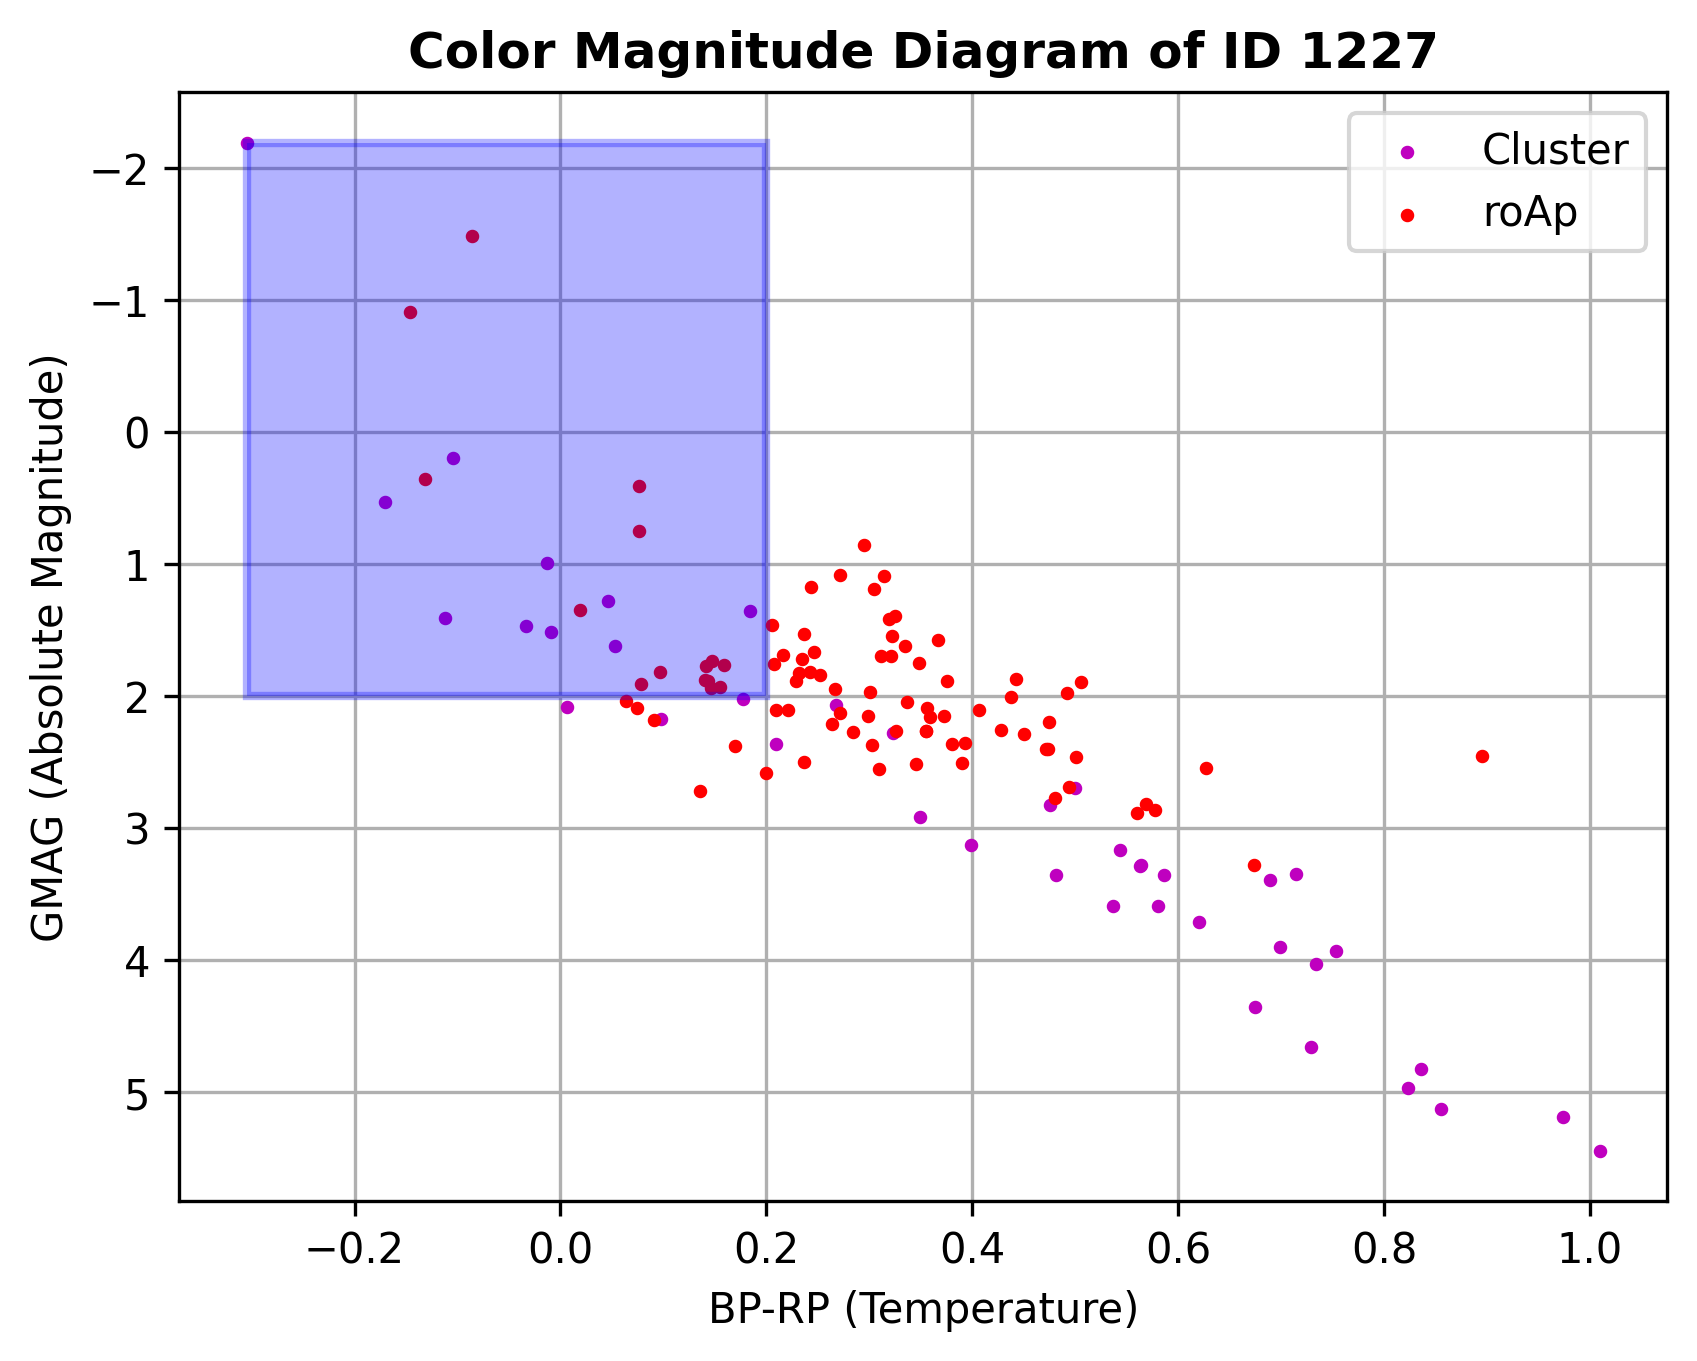 Color Magnitude Diagram of ID 1227
Cluster
roAp
−2
−1
0
1
2
3
4
5
GMAG (Absolute Magnitude)
−0.2 0.0 0.2 0.4 0.6 0.8 1.0
BP-RP (Temperature)